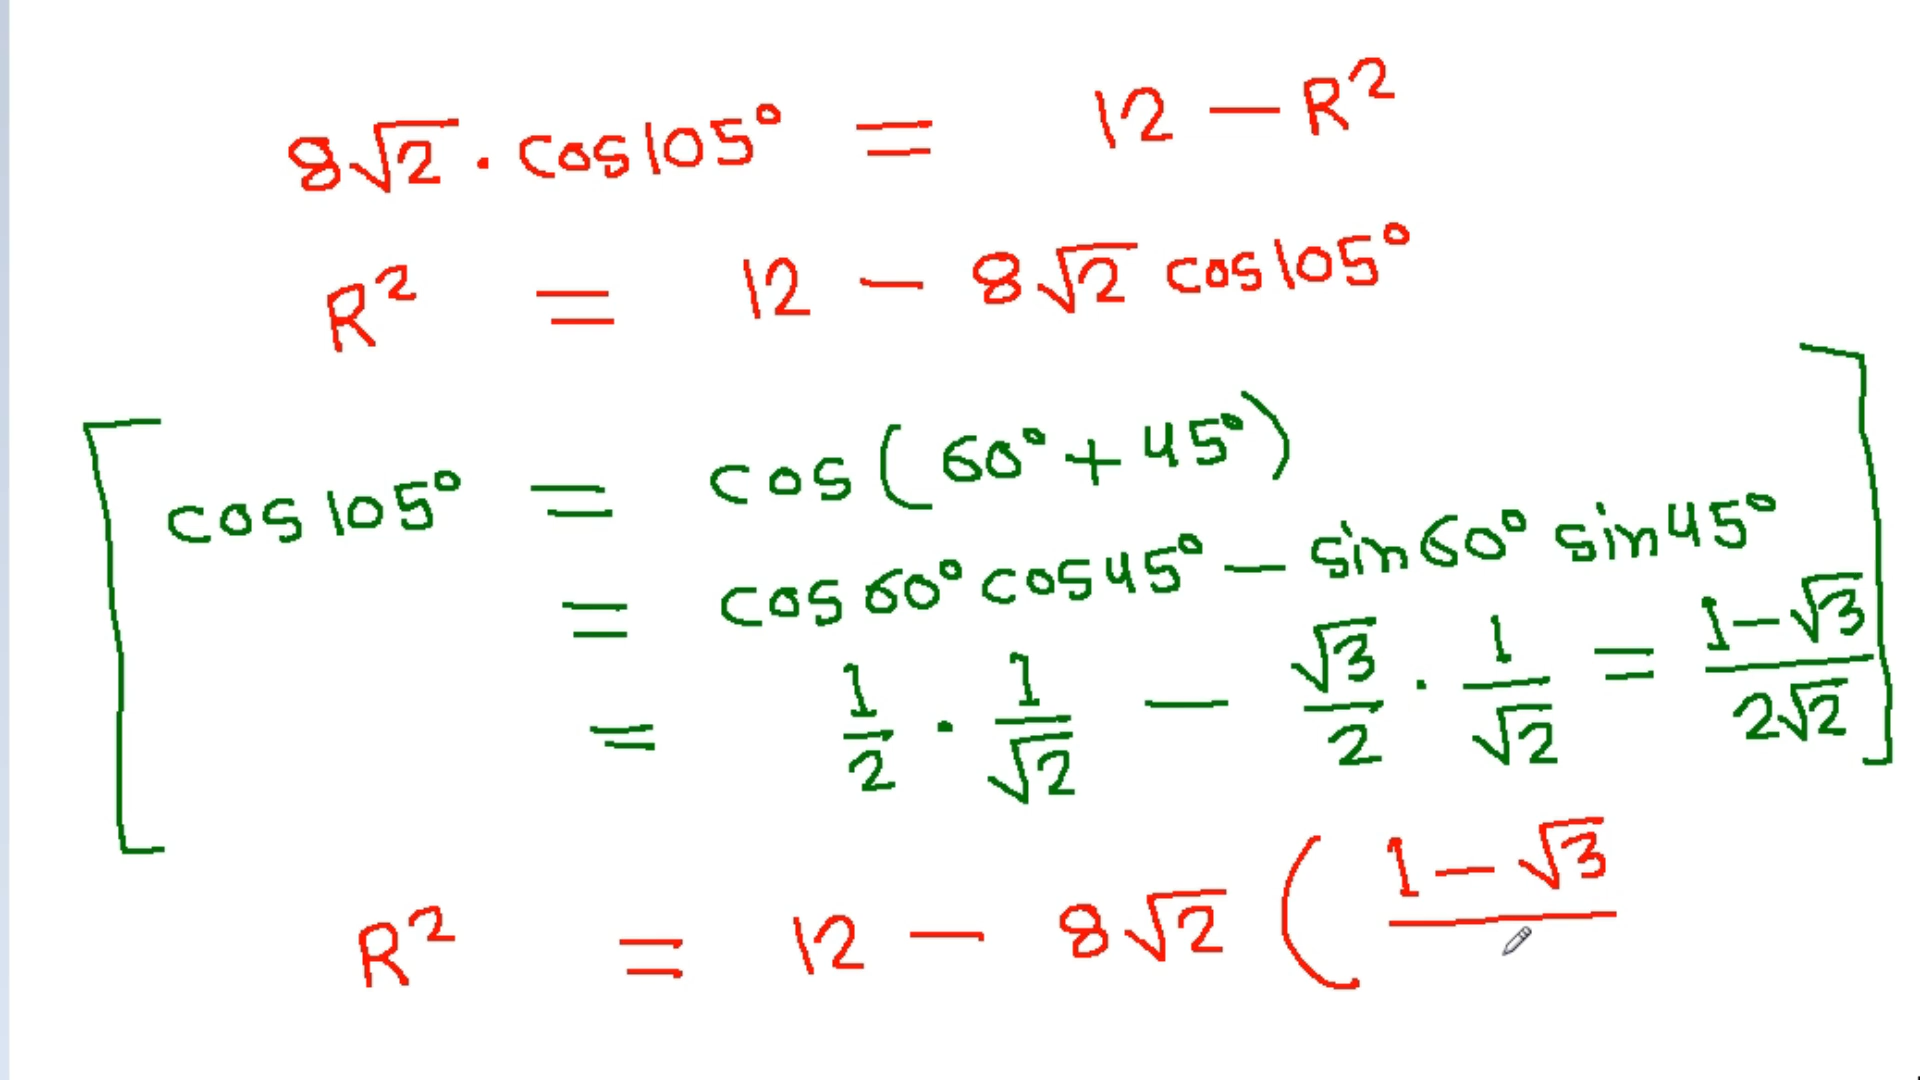 8√2 · cos105° = 12 − R²
R² = 12 − 8√2 cos105°
[cos105° = cos(60° + 45°)
= cos60° cos45° − sin60° sin45°
= 1/2 · 1/√2 − √3/2 · 1/√2 = (1−√3)/(2√2)]
R² = 12 − 8√2 (1−√3